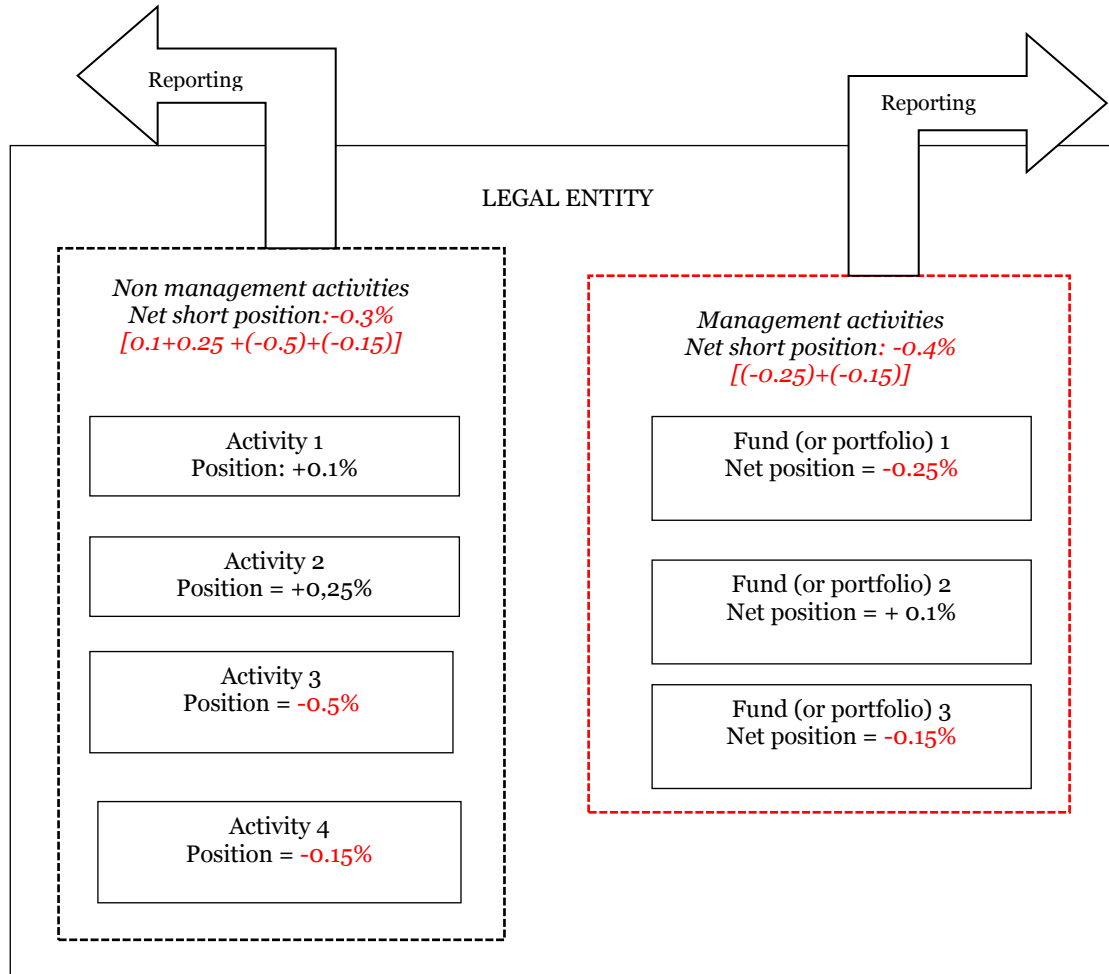 Reporting
Reporting
LEGAL ENTITY
Non management activities
Net short position:-0.3%
[0.1+0.25 +(-0.5)+(-0.15)]
Activity 1
Position: +0.1%
Activity 2
Position = +0,25%
Activity 3
Position = -0.5%
Activity 4
Position = -0.15%
Management activities
Net short position: -0.4%
[(-0.25)+(-0.15)]
Fund (or portfolio) 1
Net position = -0.25%
Fund (or portfolio) 2
Net position = + 0.1%
Fund (or portfolio) 3
Net position = -0.15%